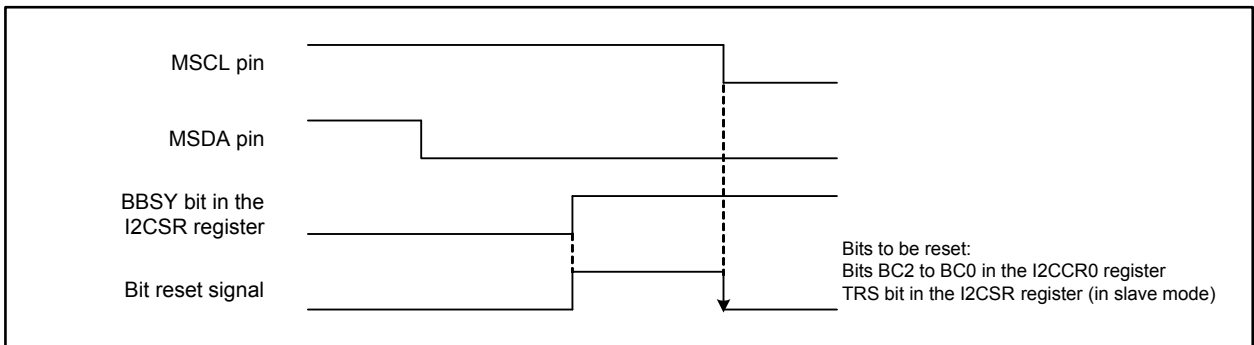 MSCL pin
MSDA pin
BBSY bit in the
I2CSR register
Bit reset signal
Bits to be reset:
Bits BC2 to BC0 in the I2CCR0 register
TRS bit in the I2CSR register (in slave mode)